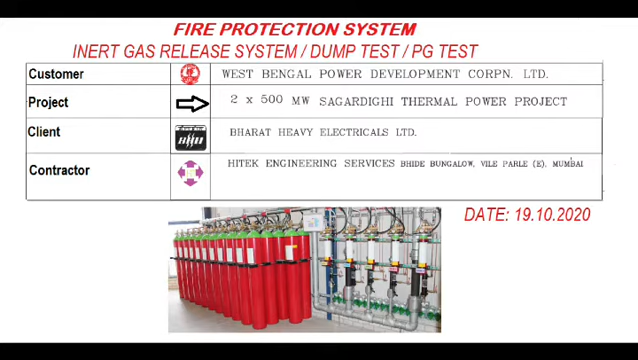 FIRE PROTECTION SYSTEM
INERT GAS RELEASE SYSTEM / DUMP TEST / PG TEST
Customer WEST BENGAL POWER DEVELOPMENT CORPN. LTD.
Project 2 x 500 MW SAGARDIGHI THERMAL POWER PROJECT
Client BHARAT HEAVY ELECTRICALS LTD.
Contractor HITEK ENGINEERING SERVICES BHIDE BUNGALOW, VILE PARLE (E), MUMBAI
DATE: 19.10.2020